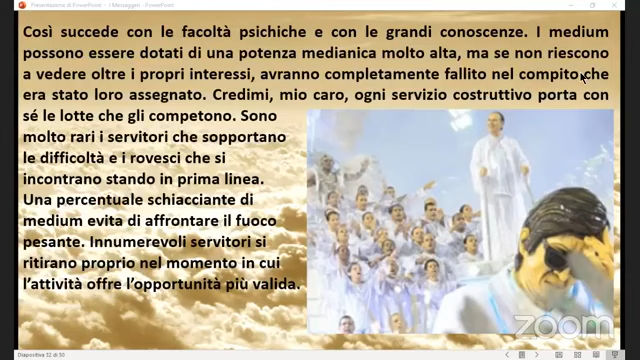 Presentazione di PowerPoint - I Messaggeri - PowerPoint
Così succede con le facoltà psichiche e con le grandi conoscenze. I medium
possono essere dotati di una potenza medianica molto alta, ma se non riescono
a vedere oltre i propri interessi, avranno completamente fallito nel compito che
era stato loro assegnato. Credimi, mio caro, ogni servizio costruttivo porta con
sé le lotte che gli competono. Sono
molto rari i servitori che sopportano
le difficoltà e i rovesci che si
incontrano stando in prima linea.
Una percentuale schiacciante di
medium evita di affrontare il fuoco
pesante. Innumerevoli servitori si
ritirano proprio nel momento in cui
l'attività offre l'opportunità più valida.
zoom
Diapositiva 32 di 50